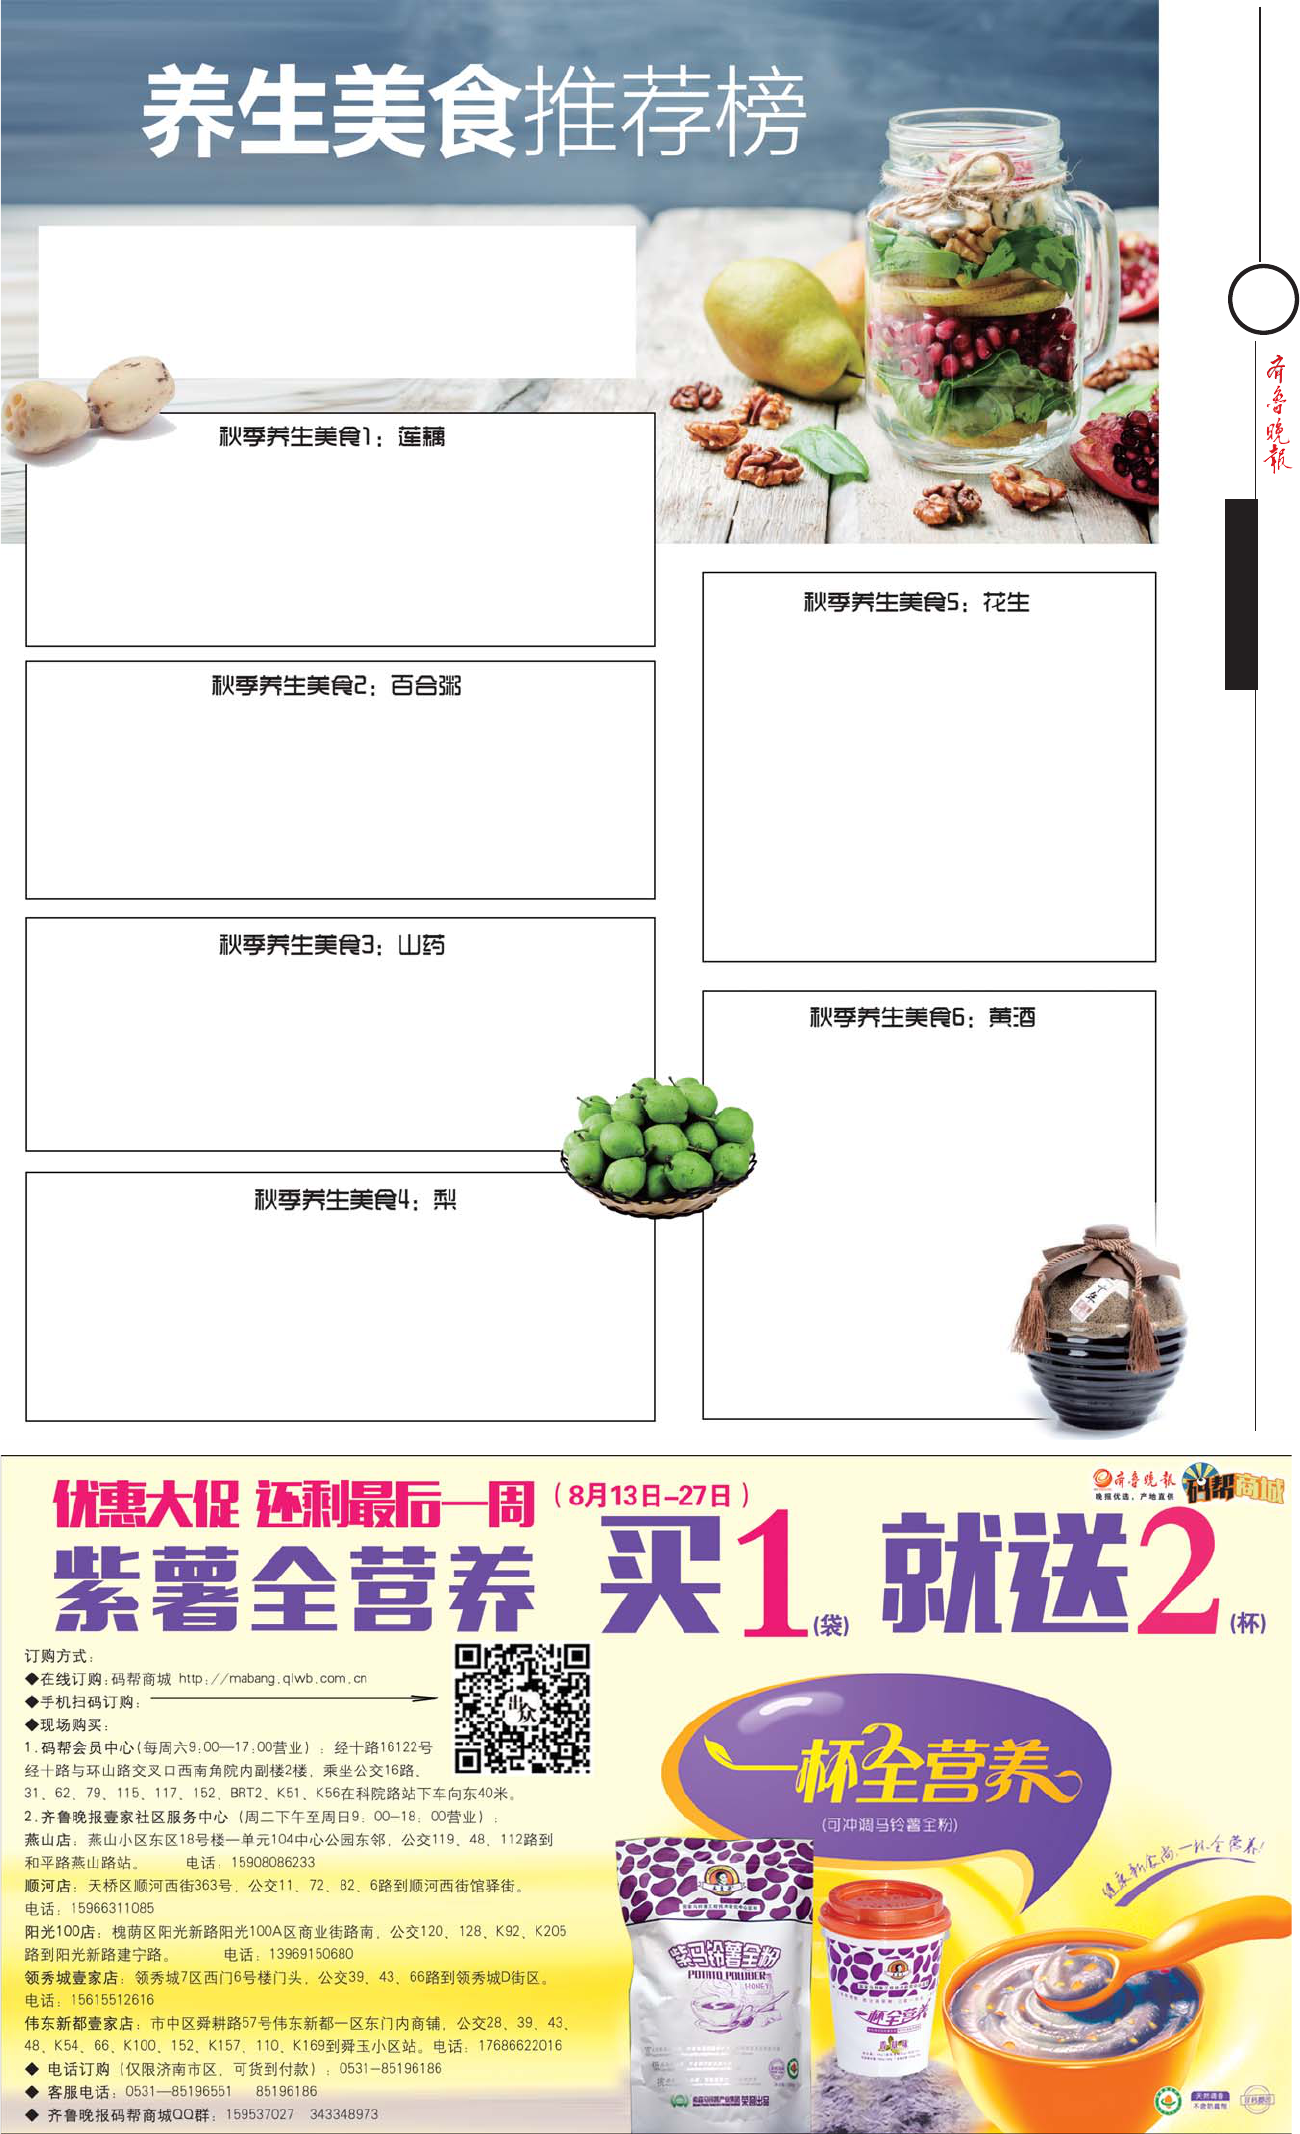 养生美食推荐榜
齐鲁晚报
秋季养生美食1：莲藕
秋季养生美食2：百合粥
秋季养生美食3：山药
秋季养生美食4：梨
秋季养生美食5：花生
秋季养生美食6：黄酒
优惠大促 还剩最后一周（8月13日-27日）
齐鲁晚报
晚报优选，产地直供
码帮商城
紫薯全营养 买1(袋) 就送2(杯)
订购方式：
◆在线订购：码帮商城 http://mabang.qlwb.com.cn
◆手机扫码订购：
出众
◆现场购买：
1.码帮会员中心(每周六9:00—17:00营业)：经十路16122号
经十路与环山路交叉口西南角院内副楼2楼，乘坐公交16路、
31、62、79、115、117、152、BRT2、K51、K56在科院路站下车向东40米。
2.齐鲁晚报壹家社区服务中心（周二下午至周日9：00-18：00营业）：
燕山店：燕山小区东区18号楼一单元104中心公园东邻，公交119、48、112路到
和平路燕山路站。 电话：15908086233
顺河店：天桥区顺河西街363号，公交11、72、82、6路到顺河西街馆驿街。
电话：15966311085
阳光100店：槐荫区阳光新路阳光100A区商业街路南，公交120、128、K92、K205
路到阳光新路建宁路。 电话：13969150680
领秀城壹家店：领秀城7区西门6号楼门头，公交39、43、66路到领秀城D街区。
电话：15615512616
伟东新都壹家店：市中区舜耕路57号伟东新都一区东门内商铺，公交28、39、43、
48、K54、66、K100、152、K157、110、K169到舜玉小区站。电话：17686622016
◆ 电话订购（仅限济南市区，可货到付款）：0531—85196186
◆ 客服电话：0531—85196551 85196186
◆ 齐鲁晚报码帮商城QQ群：159537027 343348973
一杯全营养
(可冲调马铃薯全粉)
健康新食尚，一杯全营养！
紫马铃薯全粉
POTATO POWDER
HONEY
荣誉出品
一杯全营养
天然谱香
不含防腐剂